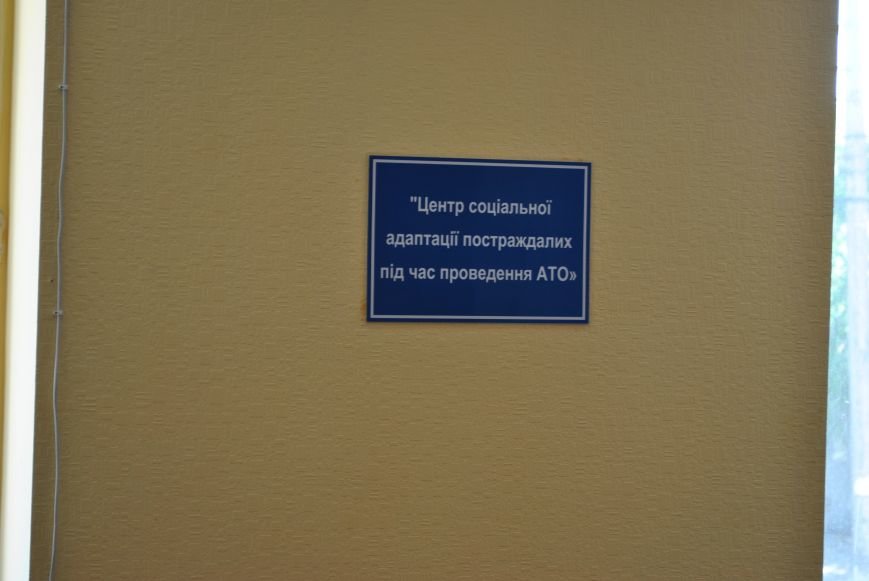 "Центр соціальної
адаптації постраждалих
під час проведення АТО»